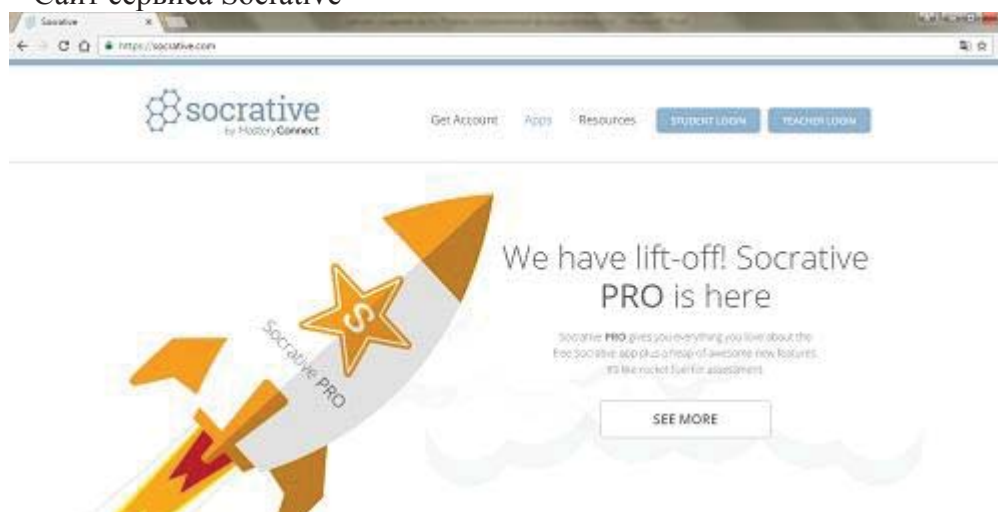 Сайт сервиса Socrative
Socrative
https://socrative.com
socrative
by MasteryConnect
Get Account Apps Resources STUDENT LOGIN TEACHER LOGIN
We have lift-off! Socrative
PRO is here
Socrative PRO gives you everything you love about the
free Socrative app plus a heap of awesome new features.
It's like rocket fuel for assessment.
SEE MORE
S
Socrative PRO